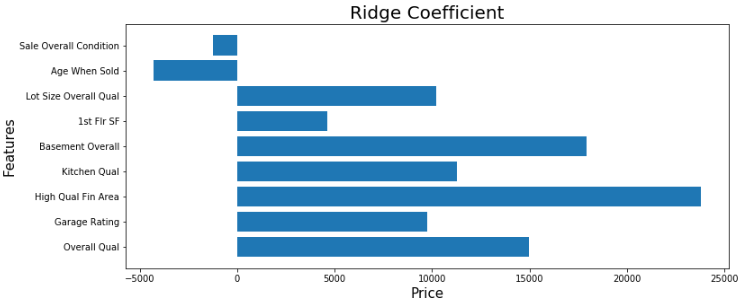 Ridge Coefficient
Sale Overall Condition
Age When Sold
Lot Size Overall Qual
1st Flr SF
Basement Overall
Kitchen Qual
High Qual Fin Area
Garage Rating
Overall Qual
Features
−5000 0 5000 10000 15000 20000 25000
Price